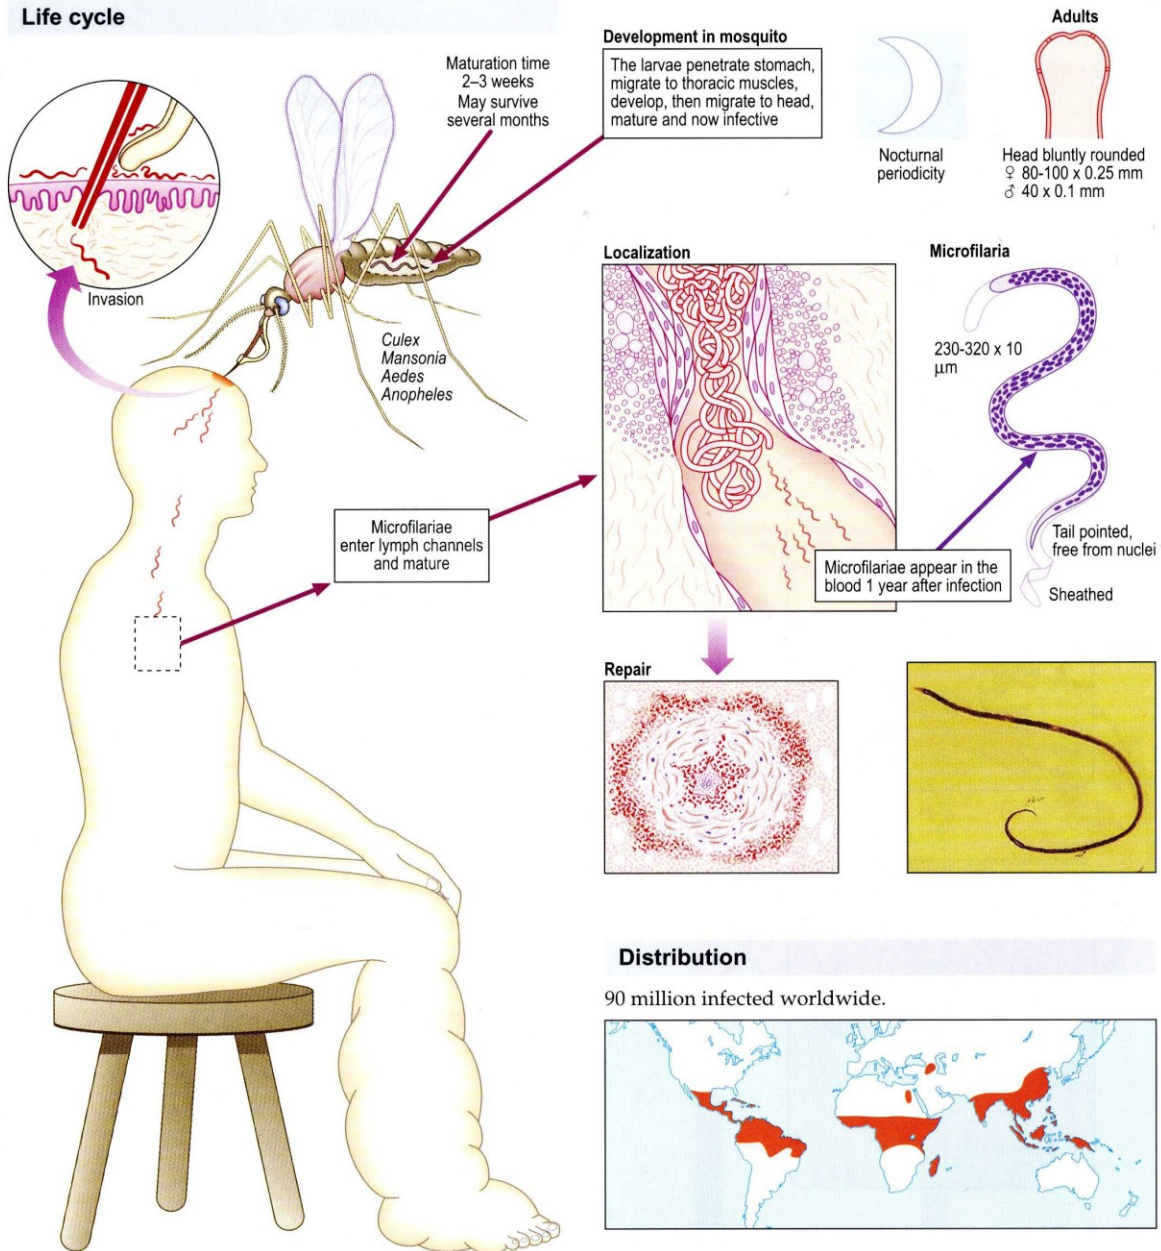 Life cycle
Maturation time
2–3 weeks
May survive
several months
Development in mosquito
The larvae penetrate stomach,
migrate to thoracic muscles,
develop, then migrate to head,
mature and now infective
Nocturnal
periodicity
Adults
Head bluntly rounded
♀ 80-100 x 0.25 mm
♂ 40 x 0.1 mm
Invasion
Culex
Mansonia
Aedes
Anopheles
Microfilariae
enter lymph channels
and mature
Localization
Microfilaria
230-320 x 10
μm
Tail pointed,
free from nuclei
Sheathed
Microfilariae appear in the
blood 1 year after infection
Repair
Distribution
90 million infected worldwide.